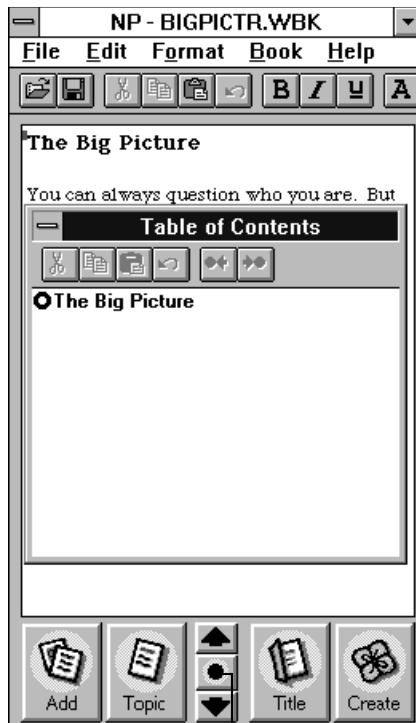 NP - BIGPICTR.WBK
File Edit Format Book Help
B I U A
The Big Picture
You can always question who you are. But
Table of Contents
The Big Picture
Add Topic Title Create